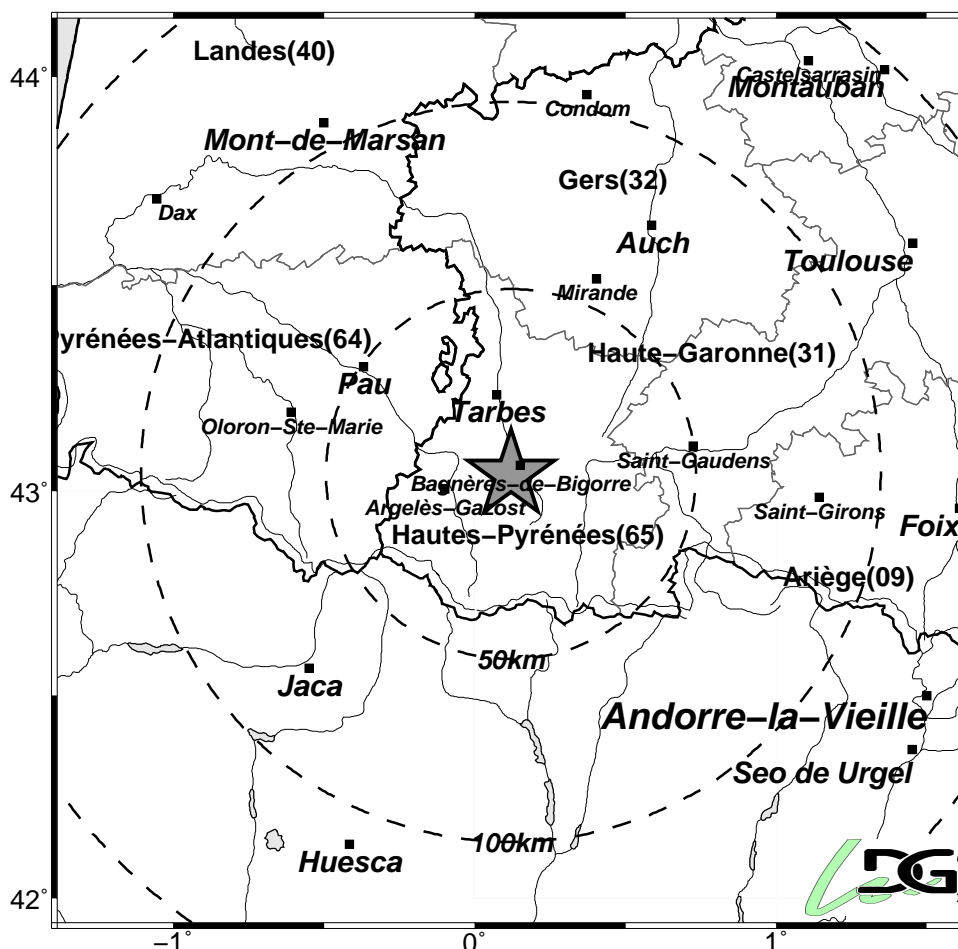 Landes(40)
44°
Castelsarrasin
Montauban
Condom
Mont–de–Marsan
Gers(32)
Dax
Auch
Toulouse
Mirande
yrénées–Atlantiques(64)
Haute–Garonne(31)
Pau
Tarbes
Oloron–Ste–Marie
Saint–Gaudens
43°
Bagnères–de–Bigorre
Argelès–Gazost
Saint–Girons
Foix
Hautes–Pyrénées(65)
Ariège(09)
50km
Jaca
Andorre–la–Vieille
Seo de Urgel
100km
Huesca
DG
42°
–1°
0°
1°